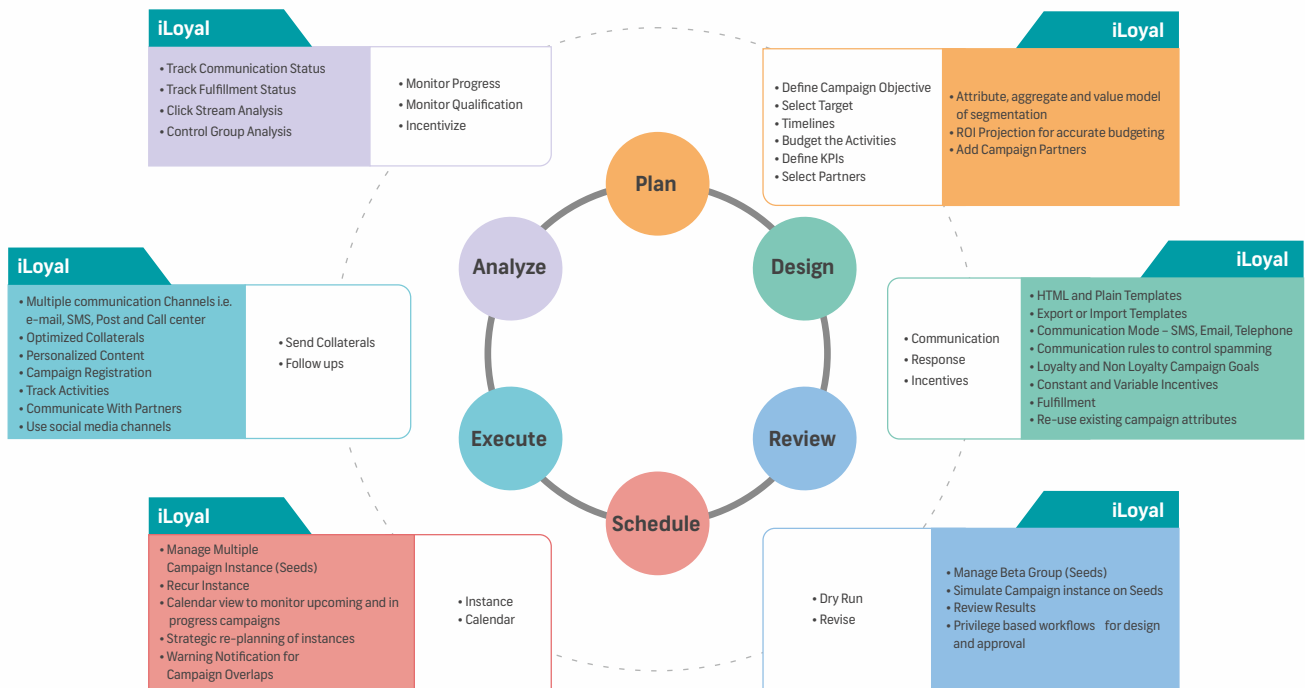 iLoyal
• Track Communication Status
• Track Fulfillment Status
• Click Stream Analysis
• Control Group Analysis
• Monitor Progress
• Monitor Qualification
• Incentivize
iLoyal
• Define Campaign Objective
• Select Target
• Timelines
• Budget the Activities
• Define KPIs
• Select Partners
• Attribute, aggregate and value model
of segmentation
• ROI Projection for accurate budgeting
• Add Campaign Partners
Plan
Analyze
Design
iLoyal
• Multiple communication Channels i.e.
e-mail, SMS, Post and Call center
• Optimized Collaterals
• Personalized Content
• Campaign Registration
• Track Activities
• Communicate With Partners
• Use social media channels
• Send Collaterals
• Follow ups
iLoyal
• Communication
• Response
• Incentives
• HTML and Plain Templates
• Export or Import Templates
• Communication Mode – SMS, Email, Telephone
• Communication rules to control spamming
• Loyalty and Non Loyalty Campaign Goals
• Constant and Variable Incentives
• Fulfillment
• Re-use existing campaign attributes
Execute
Review
Schedule
iLoyal
• Manage Multiple
Campaign Instance (Seeds)
• Recur Instance
• Calendar view to monitor upcoming and in
progress campaigns
• Strategic re-planning of instances
• Warning Notification for
Campaign Overlaps
• Instance
• Calendar
iLoyal
• Dry Run
• Revise
• Manage Beta Group (Seeds)
• Simulate Campaign instance on Seeds
• Review Results
• Privilege based workflows for design
and approval